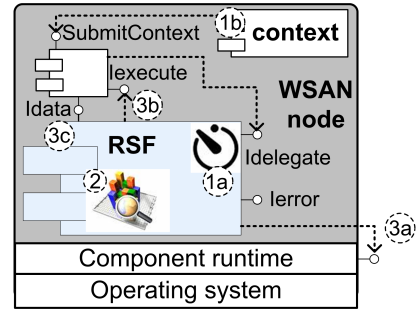 1b
context
SubmitContext
Iexecute
WSAN
node
Idata
3b
3c
RSF
Idelegate
2
1a
Ierror
3a
Component runtime
Operating system